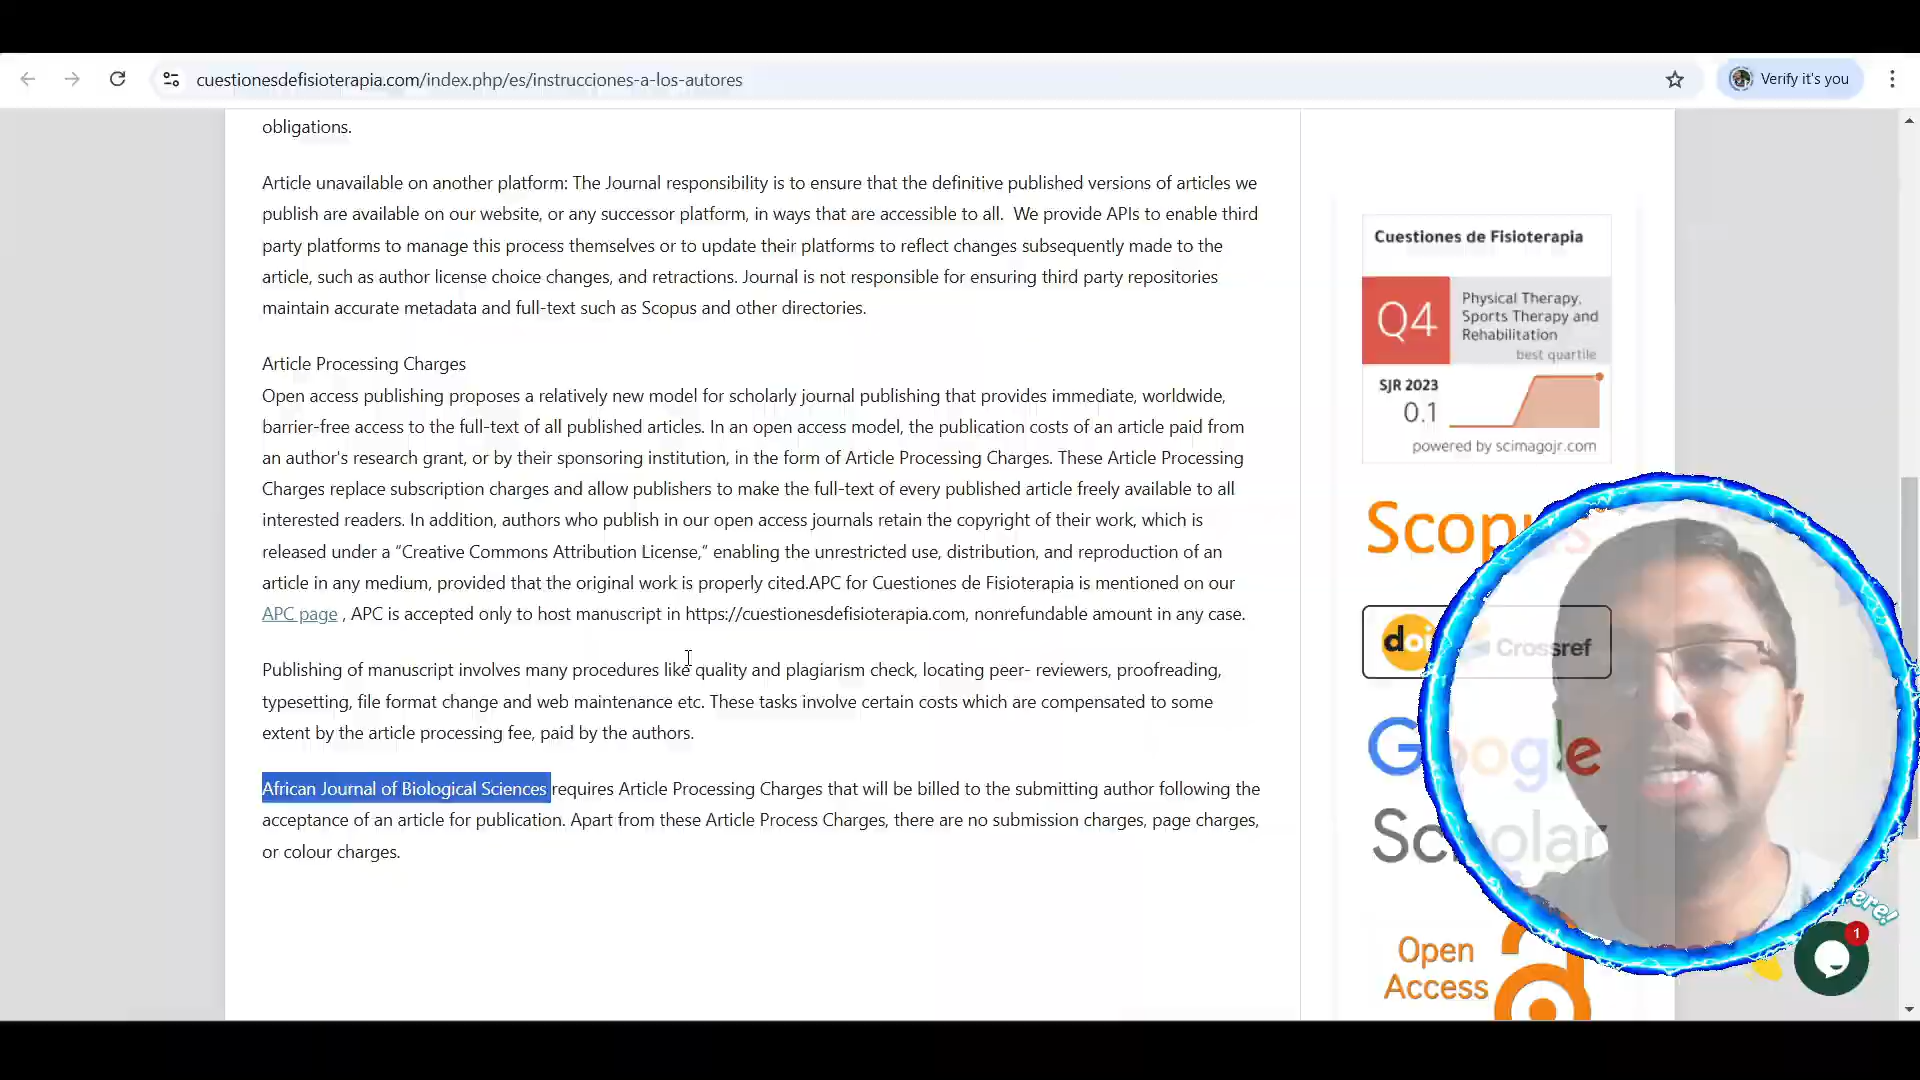 cuestionesdefisioterapia.com/index.php/es/instrucciones-a-los-autores
Verify it's you
obligations.
Article unavailable on another platform: The Journal responsibility is to ensure that the definitive published versions of articles we
publish are available on our website, or any successor platform, in ways that are accessible to all.  We provide APIs to enable third
party platforms to manage this process themselves or to update their platforms to reflect changes subsequently made to the
article, such as author license choice changes, and retractions. Journal is not responsible for ensuring third party repositories
maintain accurate metadata and full-text such as Scopus and other directories.
Article Processing Charges
Open access publishing proposes a relatively new model for scholarly journal publishing that provides immediate, worldwide,
barrier-free access to the full-text of all published articles. In an open access model, the publication costs of an article paid from
an author's research grant, or by their sponsoring institution, in the form of Article Processing Charges. These Article Processing
Charges replace subscription charges and allow publishers to make the full-text of every published article freely available to all
interested readers. In addition, authors who publish in our open access journals retain the copyright of their work, which is
released under a “Creative Commons Attribution License,” enabling the unrestricted use, distribution, and reproduction of an
article in any medium, provided that the original work is properly cited.APC for Cuestiones de Fisioterapia is mentioned on our
APC page , APC is accepted only to host manuscript in https://cuestionesdefisioterapia.com, nonrefundable amount in any case.
Publishing of manuscript involves many procedures like quality and plagiarism check, locating peer- reviewers, proofreading,
typesetting, file format change and web maintenance etc. These tasks involve certain costs which are compensated to some
extent by the article processing fee, paid by the authors.
African Journal of Biological Sciences requires Article Processing Charges that will be billed to the submitting author following the
acceptance of an article for publication. Apart from these Article Process Charges, there are no submission charges, page charges,
or colour charges.
Cuestiones de Fisioterapia
Q4
Physical Therapy,
Sports Therapy and
Rehabilitation
best quartile
SJR 2023
0.1
powered by scimagojr.com
Scopus
doi Crossref
Google
Scholar
Open
Access
ere!
1